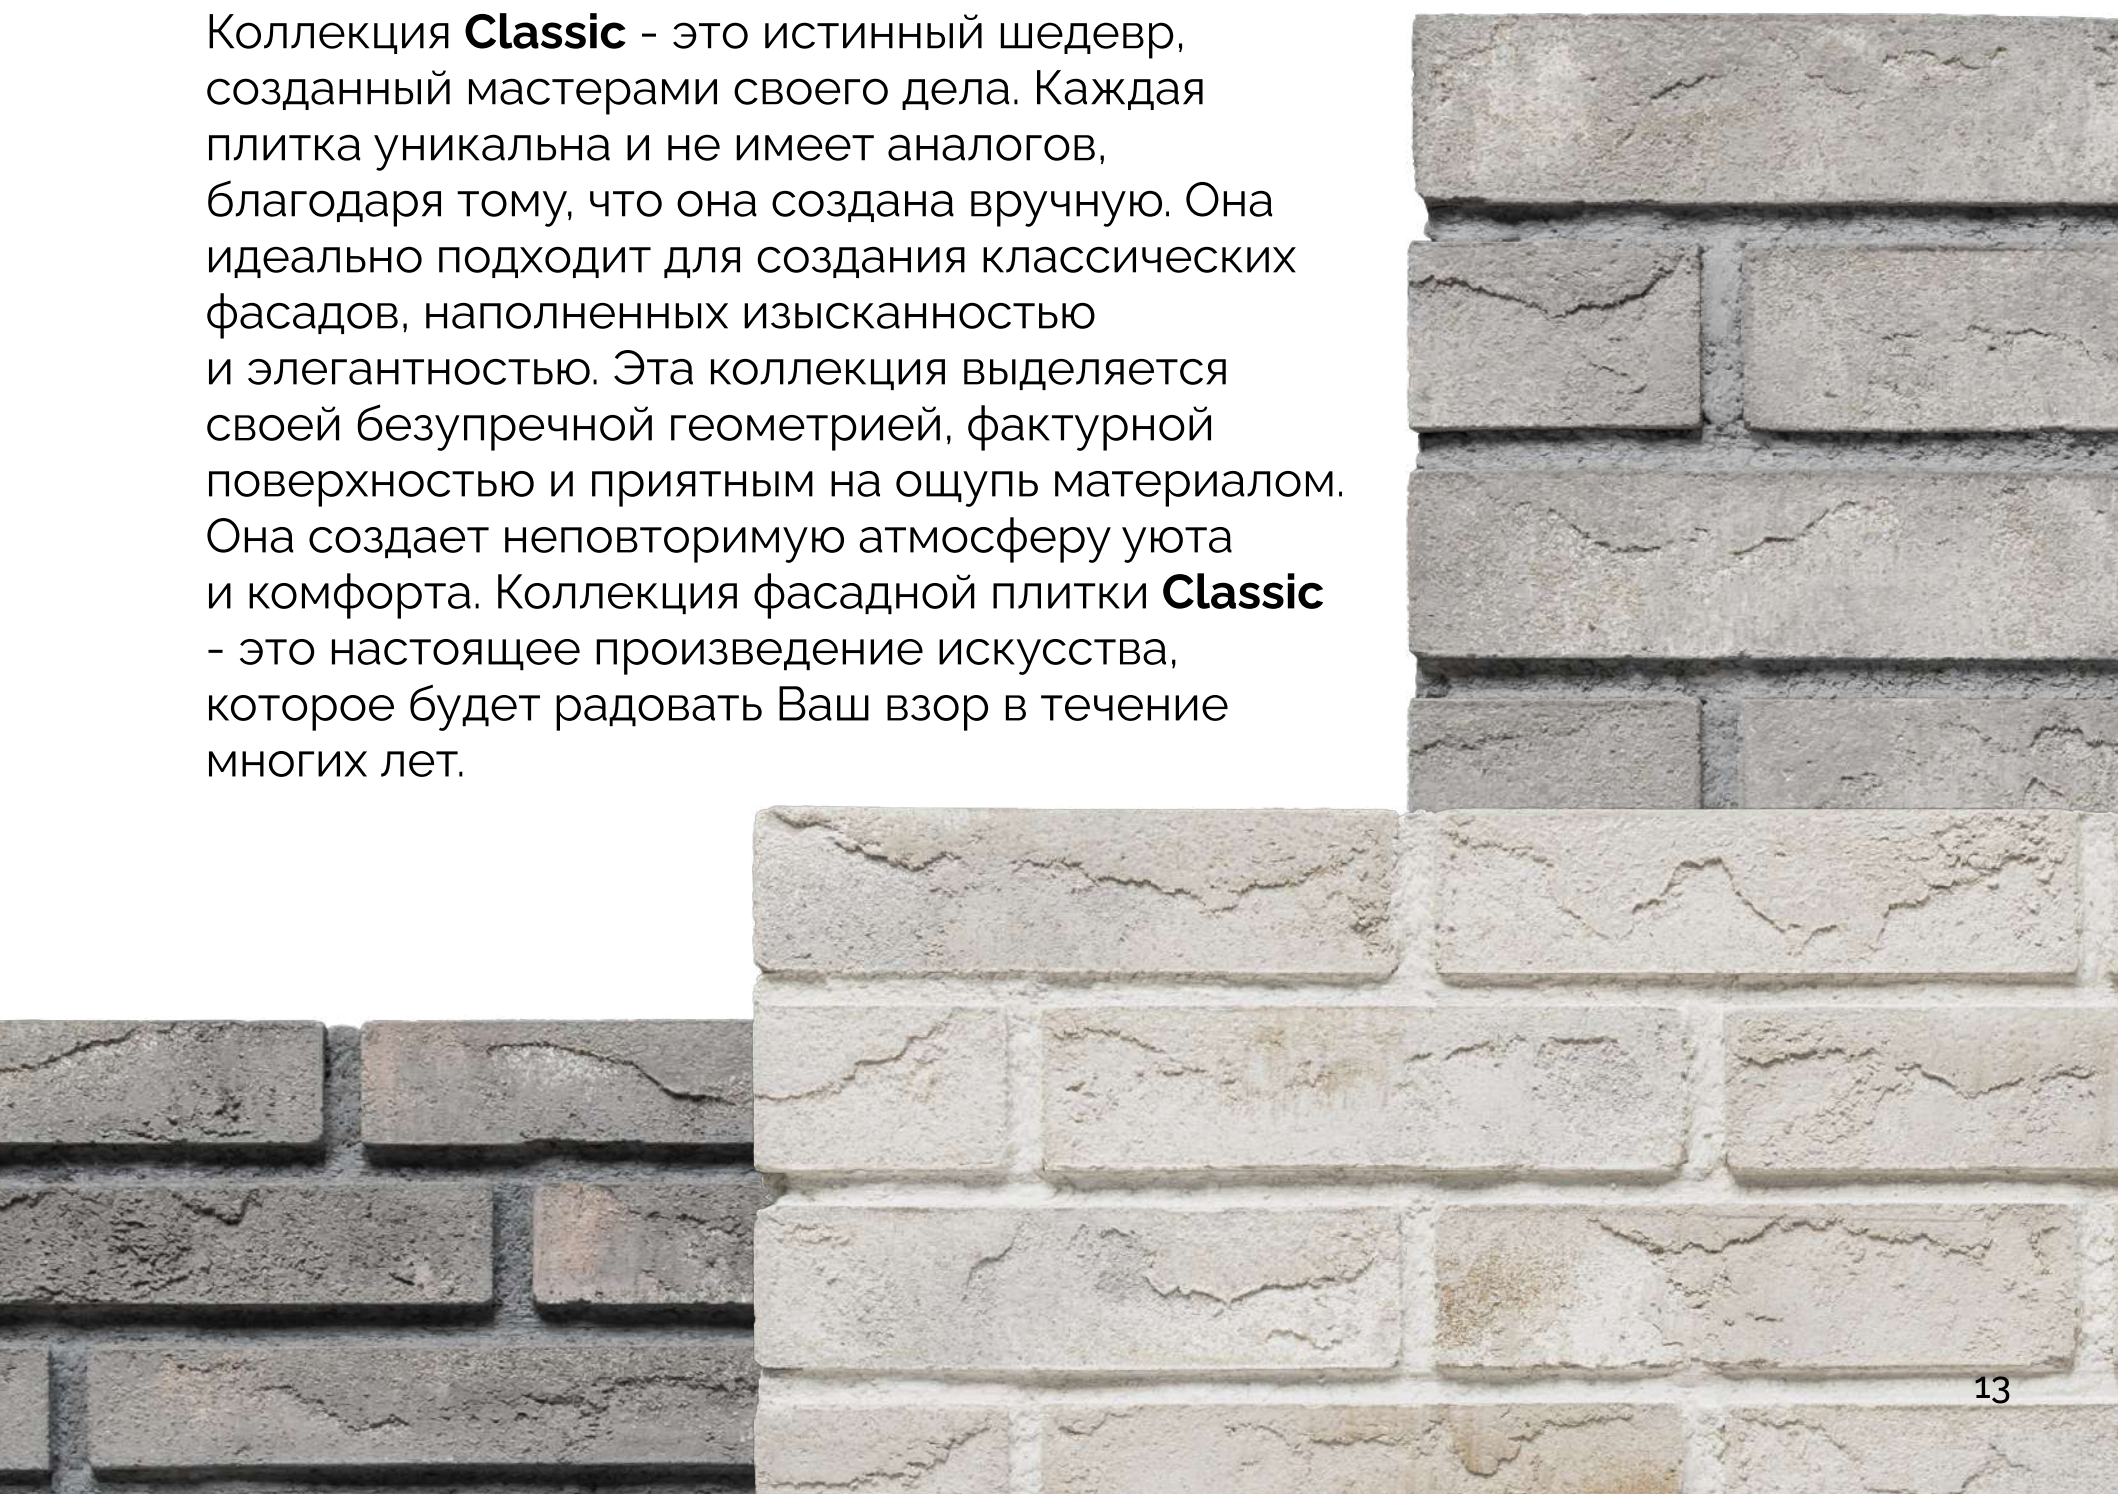 Коллекция Classic - это истинный шедевр,
созданный мастерами своего дела. Каждая
плитка уникальна и не имеет аналогов,
благодаря тому, что она создана вручную. Она
идеально подходит для создания классических
фасадов, наполненных изысканностью
и элегантностью. Эта коллекция выделяется
своей безупречной геометрией, фактурной
поверхностью и приятным на ощупь материалом.
Она создает неповторимую атмосферу уюта
и комфорта. Коллекция фасадной плитки Classic
- это настоящее произведение искусства,
которое будет радовать Ваш взор в течение
многих лет.
13